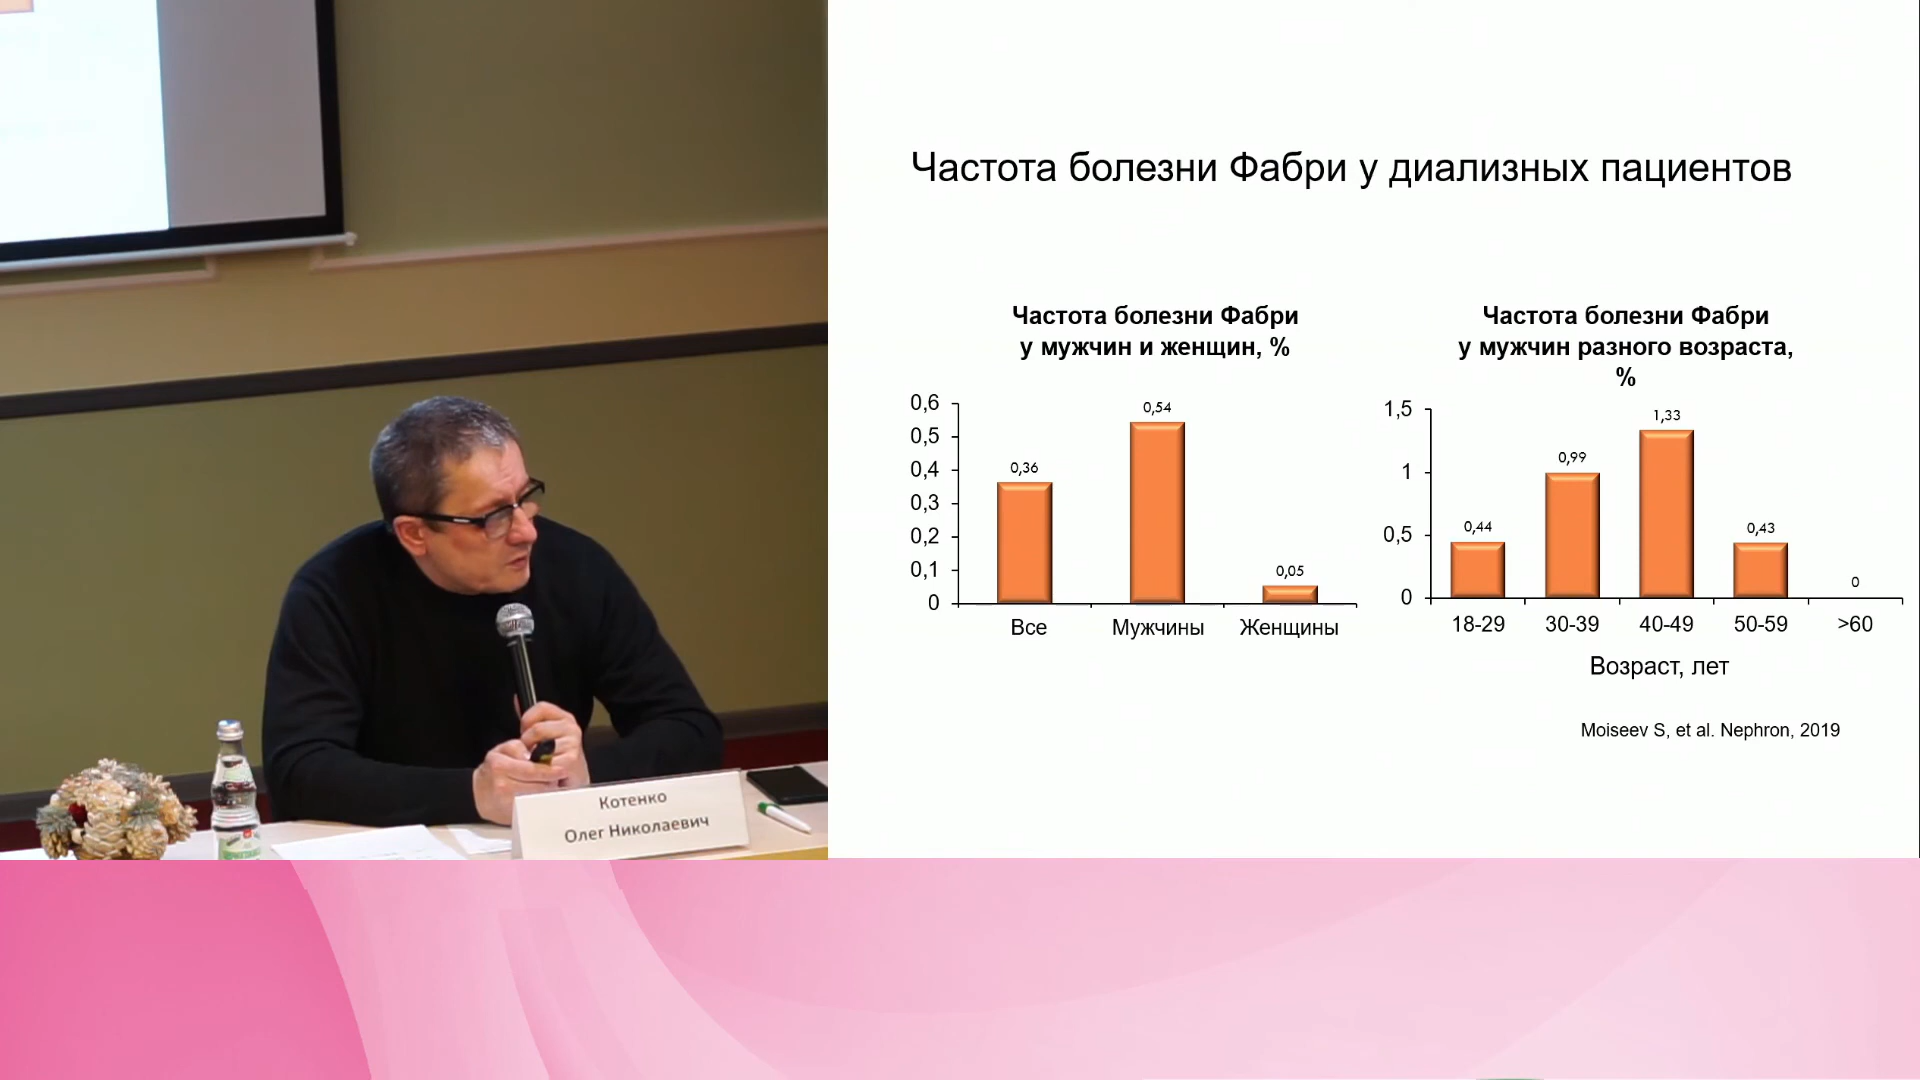 Частота болезни Фабри у диализных пациентов
Частота болезни Фабри
у мужчин и женщин, %
0,6
0,5
0,4
0,3
0,2
0,1
0
0,36
0,54
0,05
Все
Мужчины
Женщины
Частота болезни Фабри
у мужчин разного возраста,
%
1,5
1
0,5
0
0,44
0,99
1,33
0,43
0
18-29
30-39
40-49
50-59
>60
Возраст, лет
Moiseev S, et al. Nephron, 2019
Котенко
Олег Николаевич